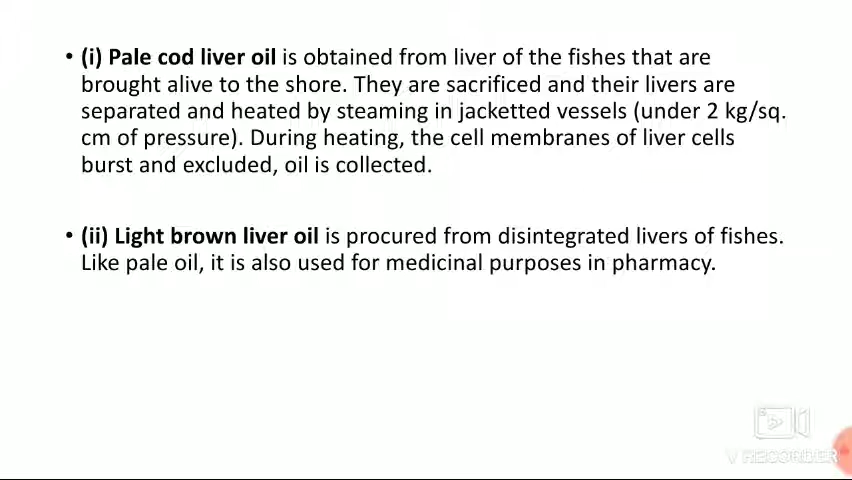 • (i) Pale cod liver oil is obtained from liver of the fishes that are
brought alive to the shore. They are sacrificed and their livers are
separated and heated by steaming in jacketted vessels (under 2 kg/sq.
cm of pressure). During heating, the cell membranes of liver cells
burst and excluded, oil is collected.
• (ii) Light brown liver oil is procured from disintegrated livers of fishes.
Like pale oil, it is also used for medicinal purposes in pharmacy.
V RECORDER